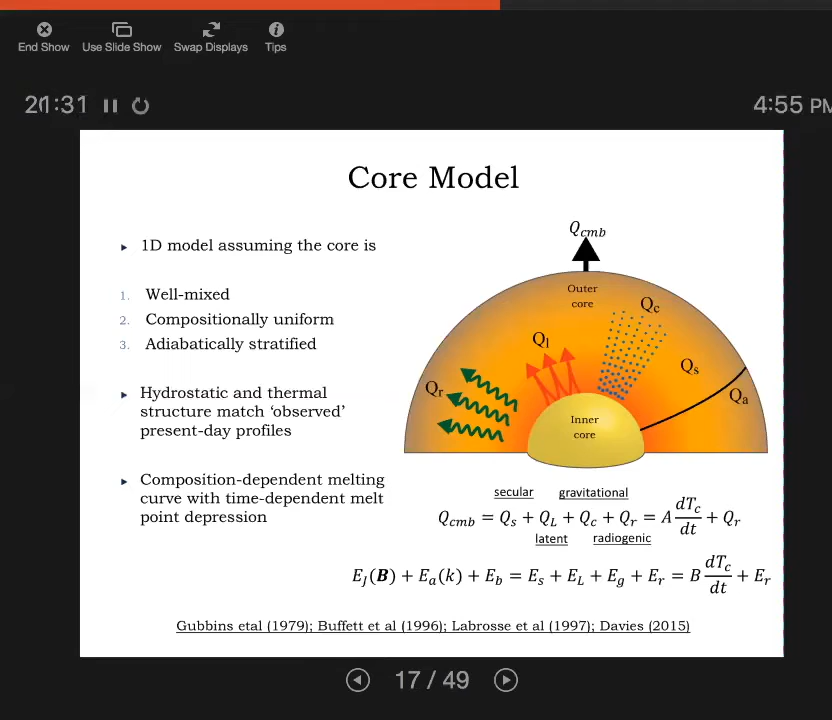 End Show
Use Slide Show
Swap Displays
Tips
21:31
4:55 PM
Core Model
1D model assuming the core is
1. Well-mixed
2. Compositionally uniform
3. Adiabatically stratified
Hydrostatic and thermal
structure match ‘observed’
present-day profiles
Composition-dependent melting
curve with time-dependent melt
point depression
Q_cmb
Outer
core
Q_c
Q_l
Q_s
Q_r
Q_a
Inner
core
secular gravitational
Q_cmb = Q_s + Q_L + Q_c + Q_r = A dT_c/dt + Q_r
latent radiogenic
E_J(B) + E_a(k) + E_b = E_s + E_L + E_g + E_r = B dT_c/dt + E_r
Gubbins etal (1979); Buffett et al (1996); Labrosse et al (1997); Davies (2015)
17 / 49